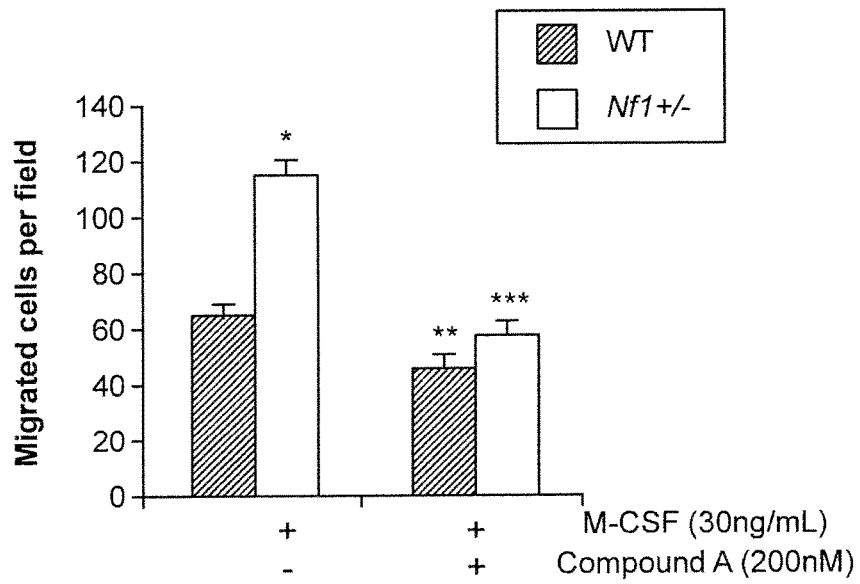 WT
Nf1+/-
Migrated cells per field
140
120
100
80
60
40
20
0
*
**
***
+ + M-CSF (30ng/mL)
- + Compound A (200nM)